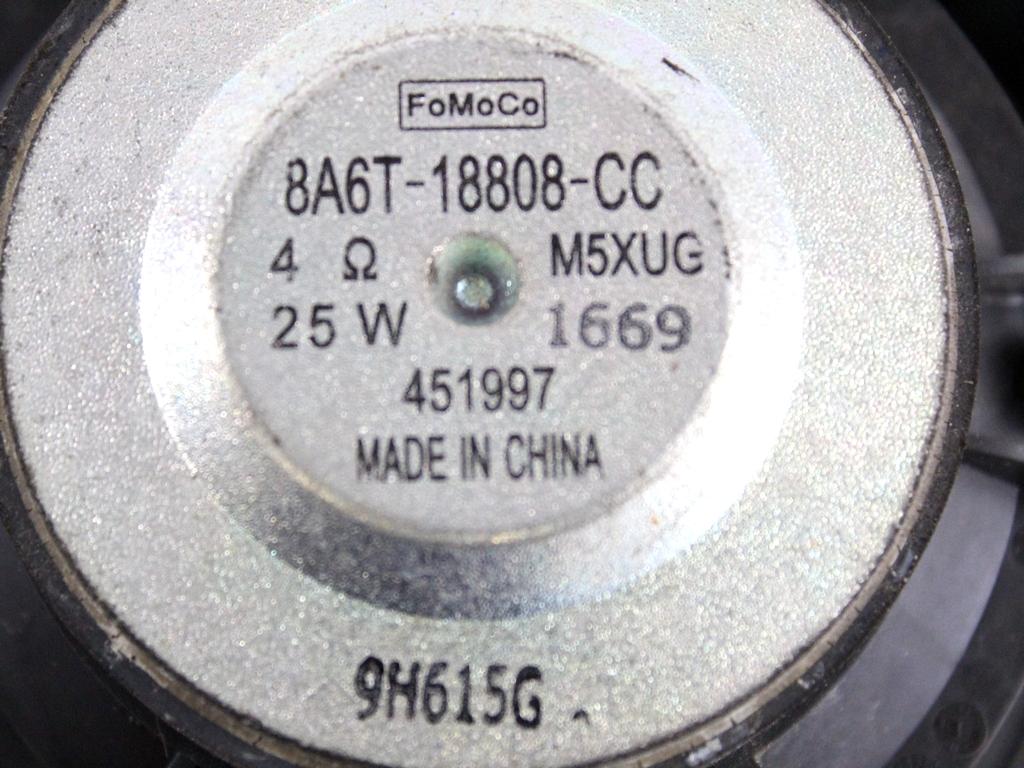 FoMoCo
8A6T-18808-CC
4 Ω M5XUG
25 W 1669
451997
MADE IN CHINA
9H615G